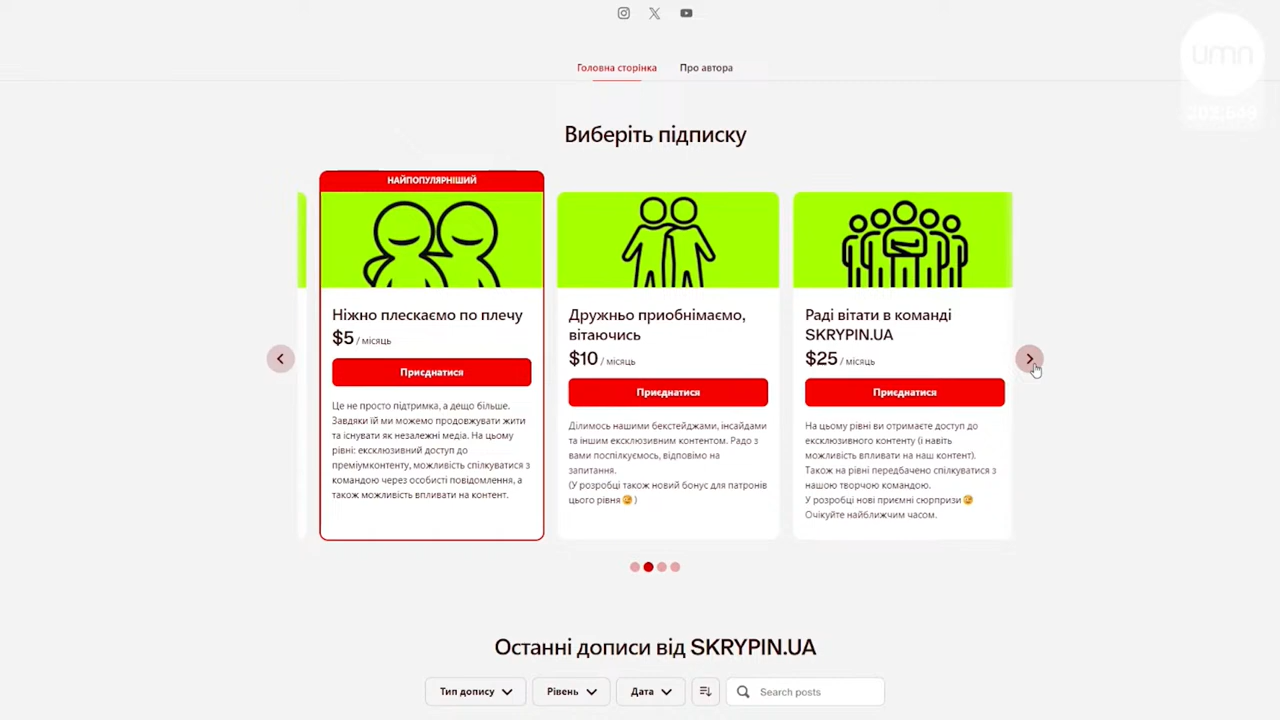 umn
202,649
Головна сторінка
Про автора
Виберіть підписку
НАЙПОПУЛЯРНІШИЙ
Ніжно плескаємо по плечу
$5 / місяць
Приєднатися
Це не просто підтримка, а дещо більше.
Завдяки їй ми можемо продовжувати жити
та існувати як незалежні медіа. На цьому
рівні: ексклюзивний доступ до
преміумконтенту, можливість спілкуватися з
командою через особисті повідомлення, а
також можливість впливати на контент.
Дружньо приобнімаємо,
вітаючись
$10 / місяць
Приєднатися
Ділимось нашими бекстейджами, інсайдами
та іншим ексклюзивним контентом. Радо з
вами поспілкуємось, відповімо на
запитання.
(У розробці також новий бонус для патронів
цього рівня😉)
Раді вітати в команді
SKRYPIN.UA
$25 / місяць
Приєднатися
На цьому рівні ви отримаєте доступ до
ексклюзивного контенту (і навіть
можливість впливати на наш контент).
Також на рівні передбачено спілкуватися з
нашою творчою командою.
У розробці нові приємні сюрпризи😉
Очікуйте найближчим часом.
Останні дописи від SKRYPIN.UA
Тип допису
Рівень
Дата
Search posts